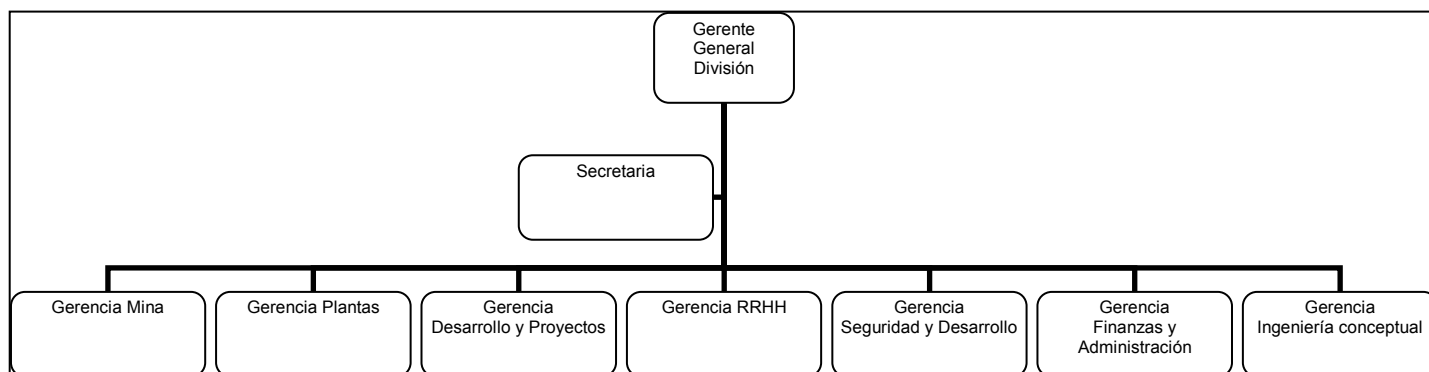 Gerente
General
División
Secretaria
Gerencia Mina
Gerencia Plantas
Gerencia
Desarrollo y Proyectos
Gerencia RRHH
Gerencia
Seguridad y Desarrollo
Gerencia
Finanzas y
Administración
Gerencia
Ingeniería conceptual